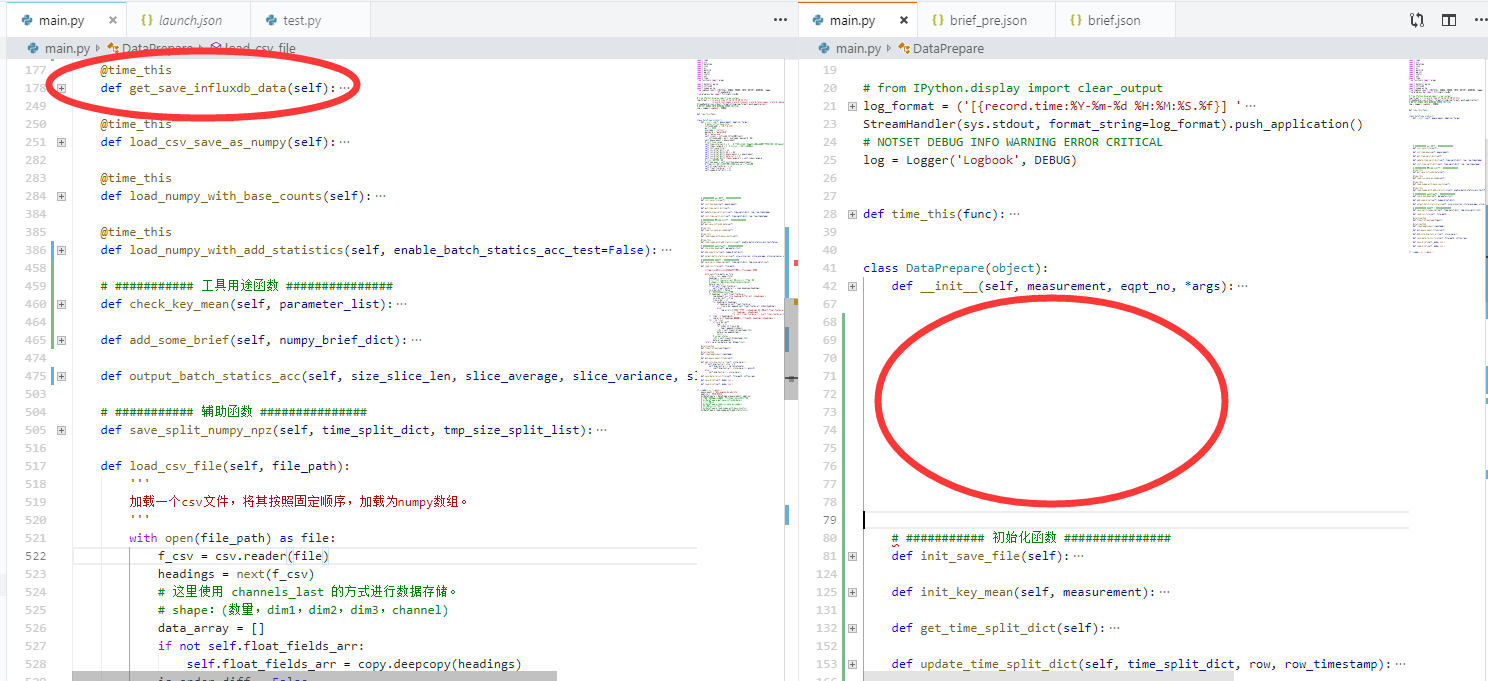 main.py × launch.json test.py
main.py DataPrepare load_csv_file
177 @time_this
178 def get_save_influxdb_data(self):
249
250 @time_this
251 def load_csv_save_as_numpy(self):
282
283 @time_this
284 def load_numpy_with_base_counts(self):
384
385 @time_this
386 def load_numpy_with_add_statistics(self, enable_batch_statics_acc_test=False):
458
459 # ########### 工具用途函数 ###############
460 def check_key_mean(self, parameter_list):
464
465 def add_some_brief(self, numpy_brief_dict):
474
475 def output_batch_statics_acc(self, size_slice_len, slice_average, slice_variance, sl
503
504 # ########### 辅助函数 ###############
505 def save_split_numpy_npz(self, time_split_dict, tmp_size_split_list):
516
517 def load_csv_file(self, file_path):
518 '''
519 加载一个csv文件，将其按照固定顺序，加载为numpy数组。
520 '''
521 with open(file_path) as file:
522 f_csv = csv.reader(file)
523 headings = next(f_csv)
524 # 这里使用 channels_last 的方式进行数据存储。
525 # shape：(数量，dim1，dim2，dim3，channel)
526 data_array = []
527 if not self.float_fields_arr:
528 self.float_fields_arr = copy.deepcopy(headings)
main.py × brief_pre.json brief.json
main.py DataPrepare
19
20 # from IPython.display import clear_output
21 log_format = ('[{record.time:%Y-%m-%d %H:%M:%S.%f}] '
23 StreamHandler(sys.stdout, format_string=log_format).push_application()
24 # NOTSET DEBUG INFO WARNING ERROR CRITICAL
25 log = Logger('Logbook', DEBUG)
26
27
28 def time_this(func):
39
40
41 class DataPrepare(object):
42 def __init__(self, measurement, eqpt_no, *args):
67
68
69
70
71
72
73
74
75
76
77
78
79
80 # ########### 初始化函数 ###############
81 def init_save_file(self):
124
125 def init_key_mean(self, measurement):
131
132 def get_time_split_dict(self):
152
153 def update_time_split_dict(self, time_split_dict, row, row_timestamp):